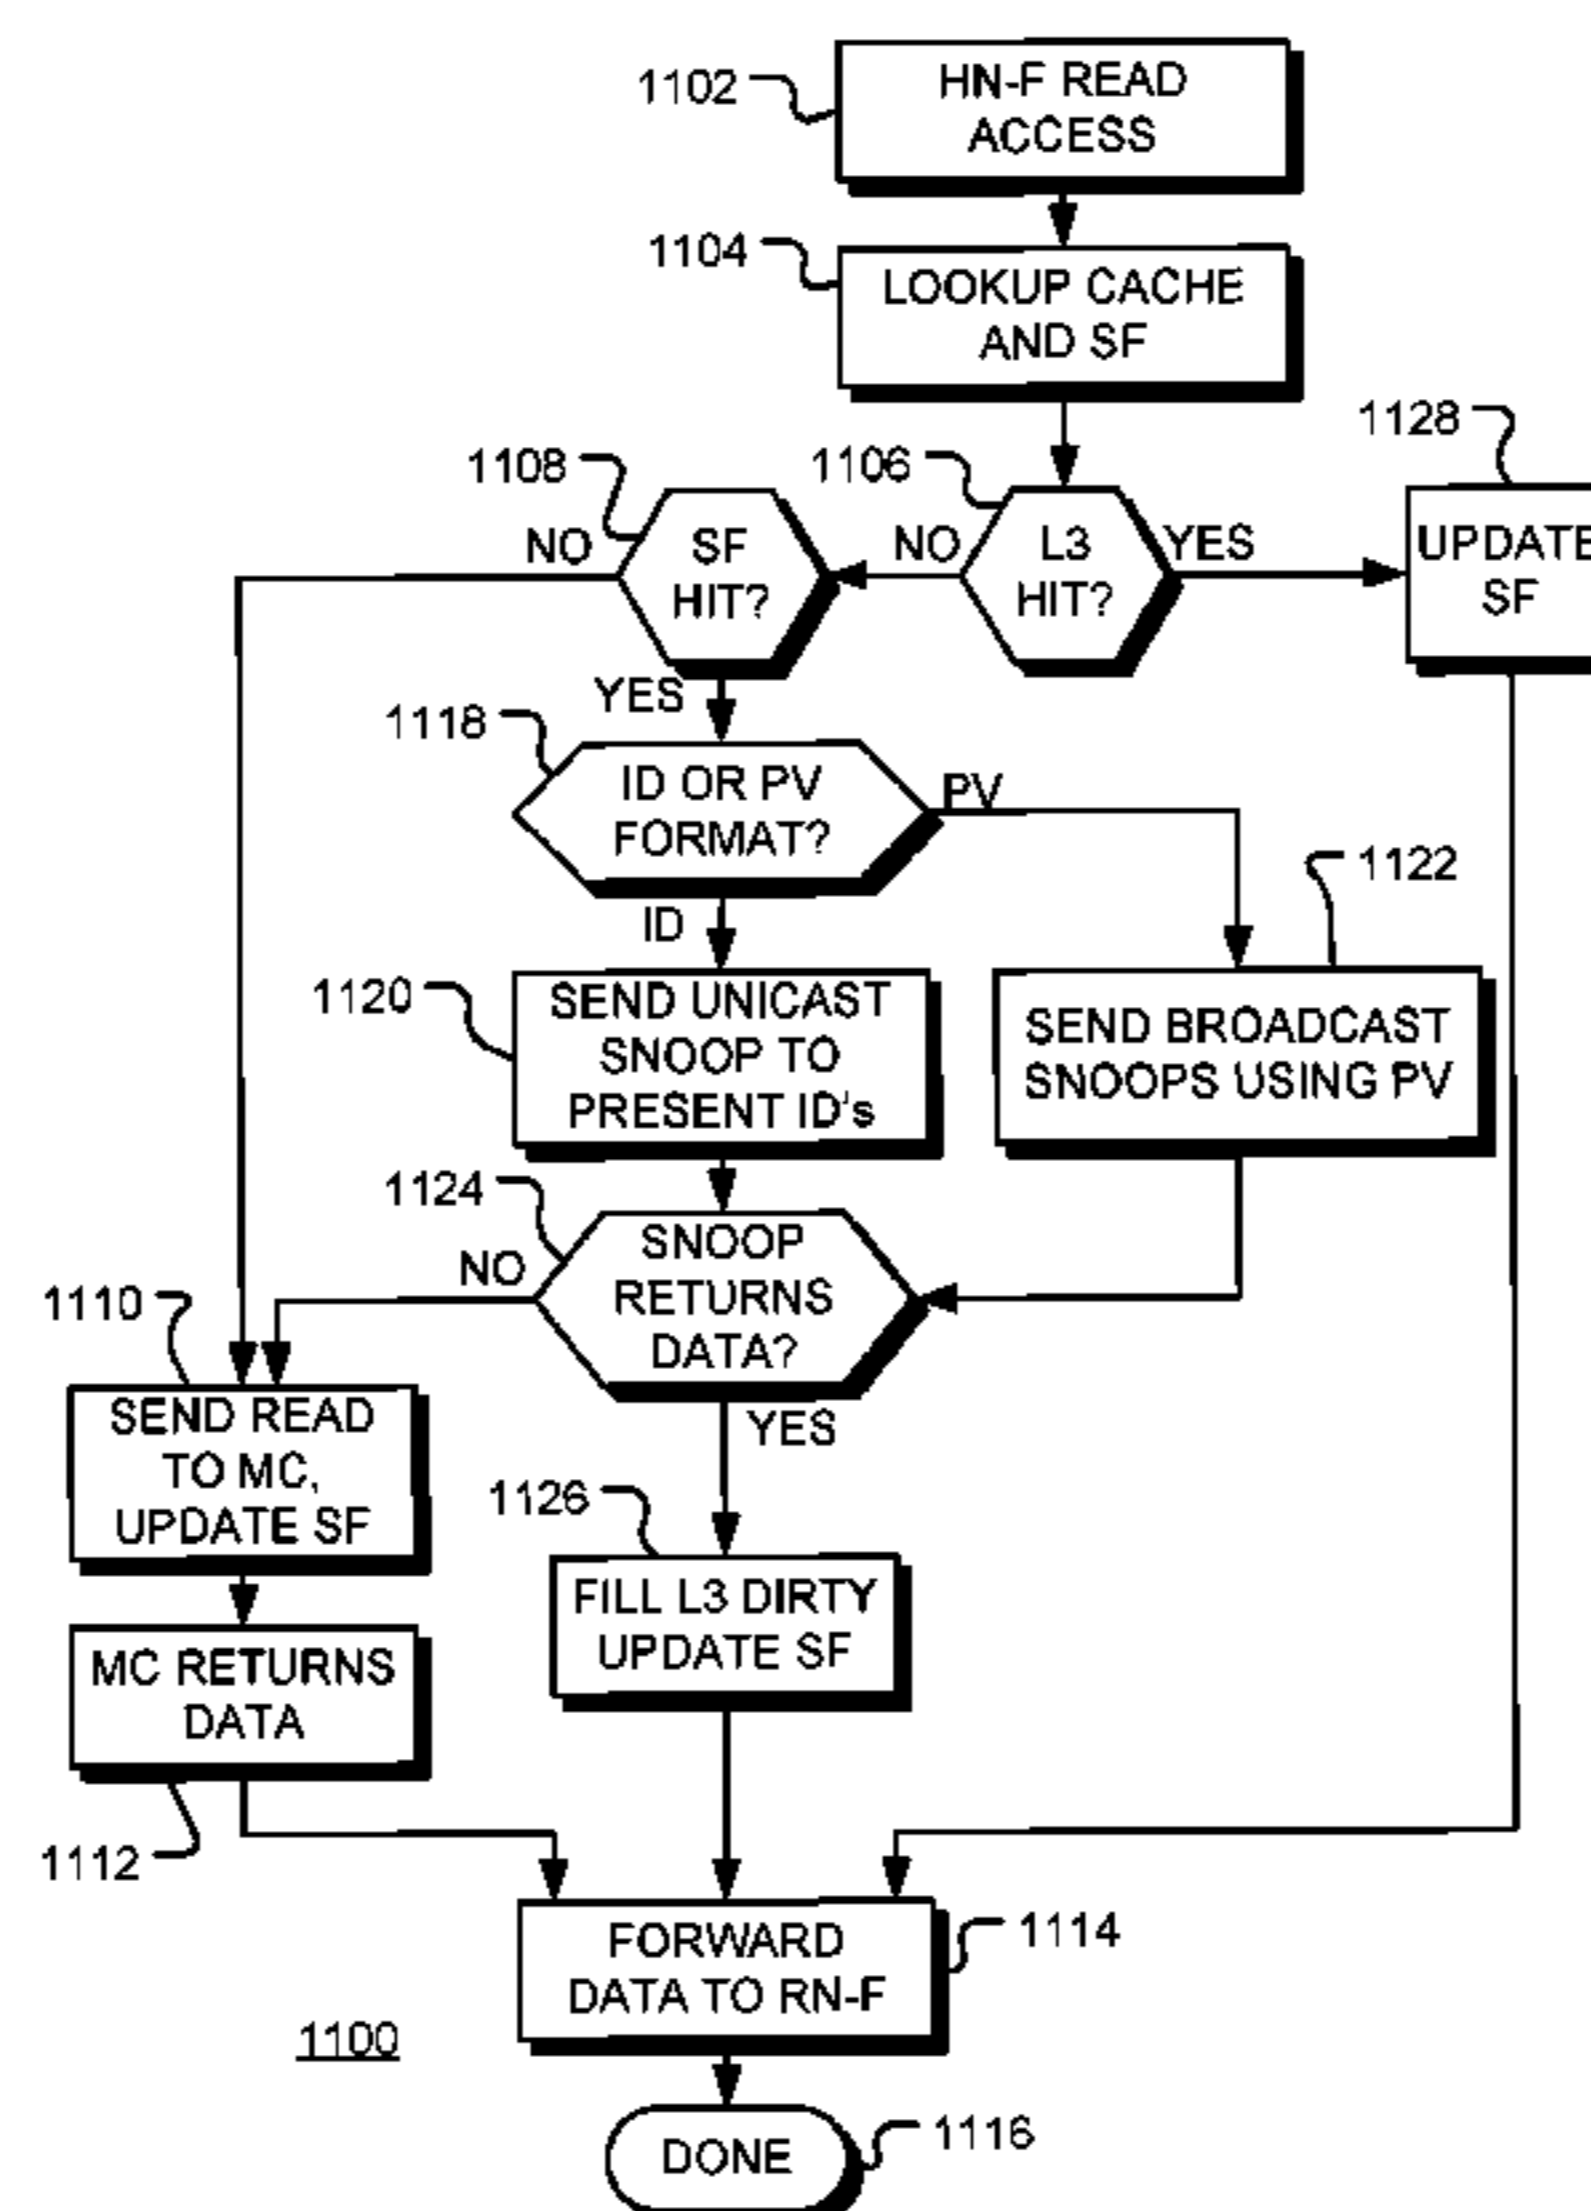 1102
HN-F READ
ACCESS
1104
LOOKUP CACHE
AND SF
1128
1108
1106
NO
SF
HIT?
NO
L3
HIT?
YES
UPDATE
SF
YES
1118
ID OR PV
FORMAT?
PV
1122
ID
1120
SEND UNICAST
SNOOP TO
PRESENT ID's
SEND BROADCAST
SNOOPS USING PV
1124
NO
SNOOP
RETURNS
DATA?
1110
YES
SEND READ
TO MC,
UPDATE SF
1126
FILL L3 DIRTY
UPDATE SF
MC RETURNS
DATA
1112
FORWARD
DATA TO RN-F
1114
1100
DONE
1116